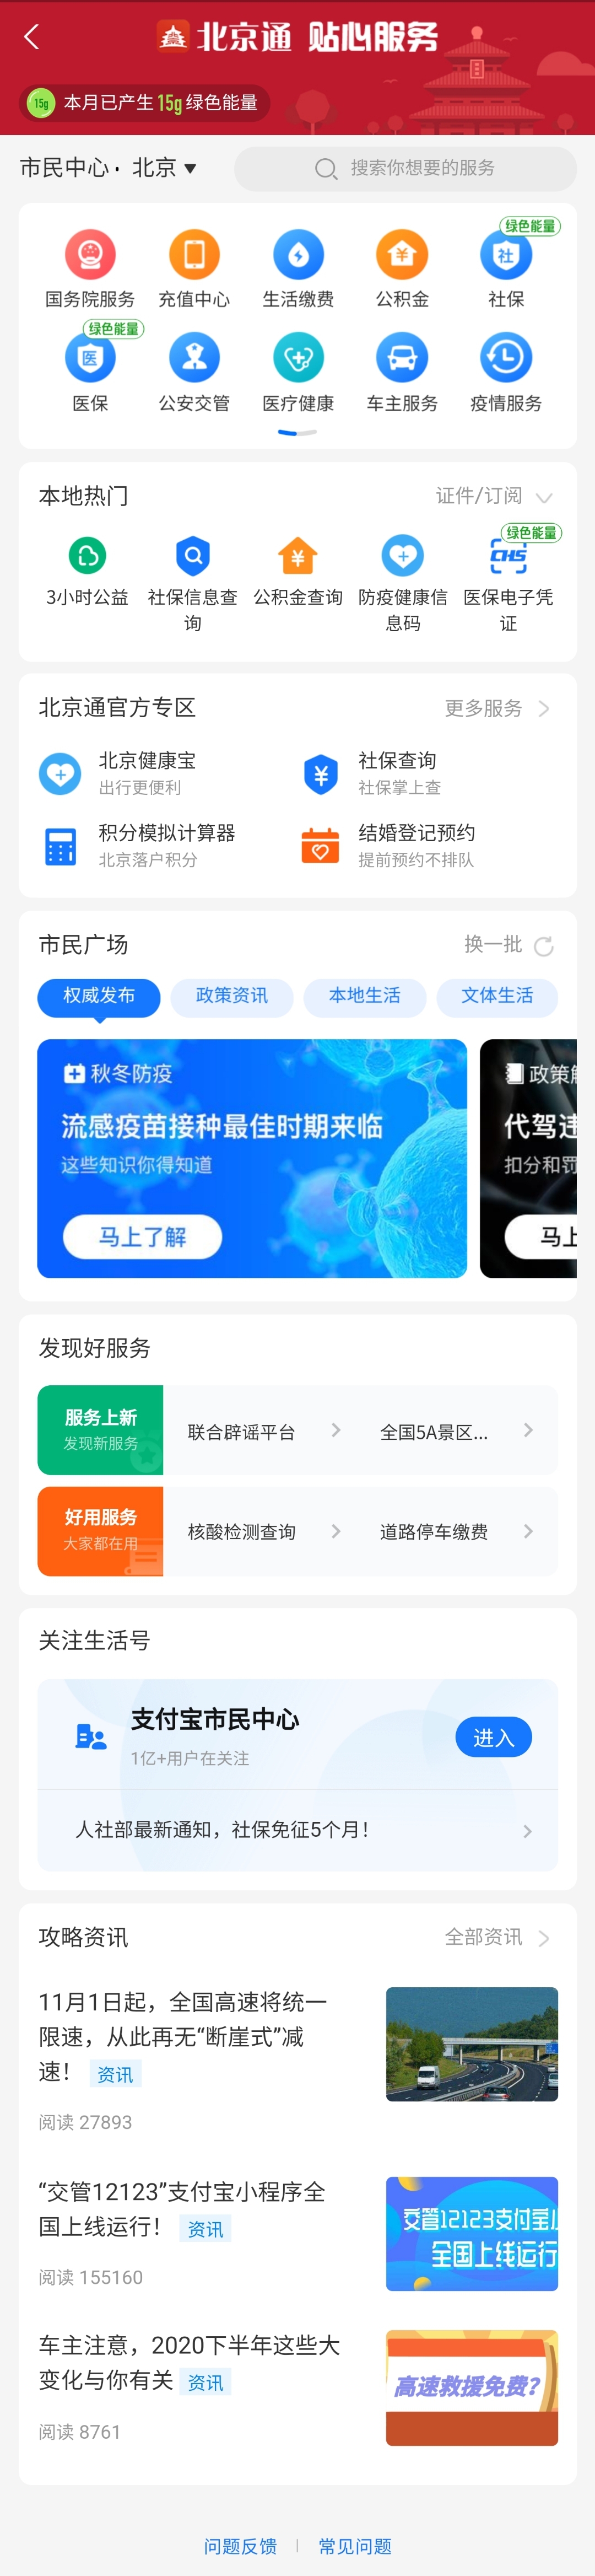 北京通 贴心服务
15g 本月已产生15g绿色能量
市民中心· 北京
搜索你想要的服务
绿色能量
国务院服务 充值中心 生活缴费 公积金 社保
社
绿色能量
医
医保 公安交管 医疗健康 车主服务 疫情服务
本地热门
证件/订阅
绿色能量
CHS
3小时公益 社保信息查 公积金查询 防疫健康信 医保电子凭
询 息码 证
北京通官方专区
更多服务
北京健康宝 社保查询
出行更便利 社保掌上查
积分模拟计算器 结婚登记预约
北京落户积分 提前预约不排队
市民广场
换一批
权威发布 政策资讯 本地生活 文体生活
秋冬防疫
流感疫苗接种最佳时期来临
这些知识你得知道
马上了解
政策
代驾
扣分和
马
发现好服务
服务上新
发现新服务
联合辟谣平台 全国5A景区...
好用服务
大家都在用
核酸检测查询 道路停车缴费
关注生活号
支付宝市民中心
1亿+用户在关注
进入
人社部最新通知，社保免征5个月！
攻略资讯
全部资讯
11月1日起，全国高速将统一
限速，从此再无“断崖式”减
速！ 资讯
阅读 27893
“交管12123”支付宝小程序全
国上线运行！ 资讯
阅读 155160
交管12123支付宝
全国上线运行
车主注意，2020下半年这些大
变化与你有关 资讯
阅读 8761
高速救援免费?
问题反馈 | 常见问题